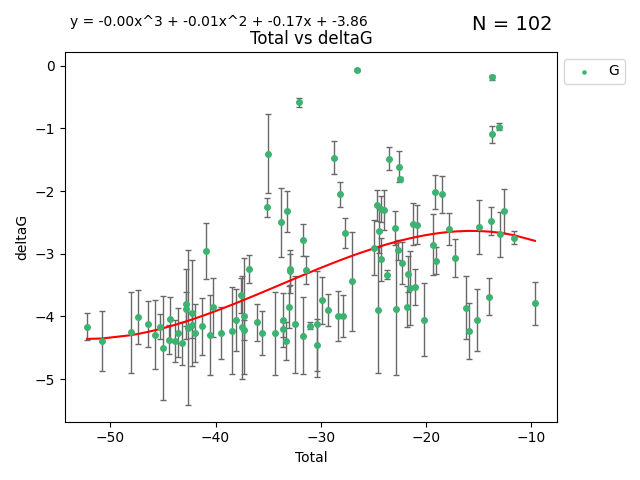 y = -0.00x^3 + -0.01x^2 + -0.17x + -3.86
N = 102
Total vs deltaG
G
0
−1
−2
−3
−4
−5
deltaG
−50 −40 −30 −20 −10
Total